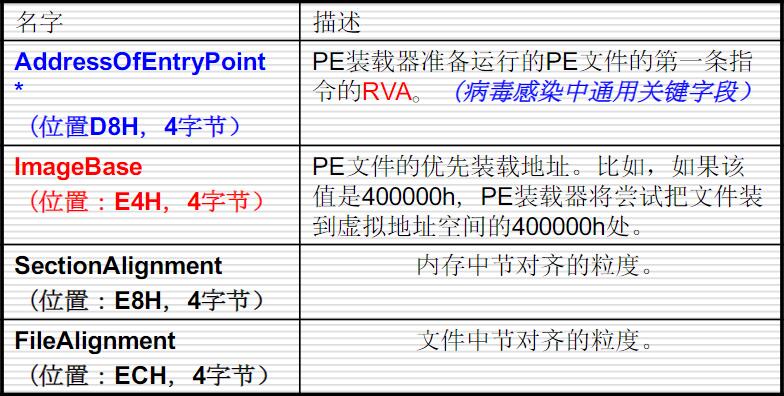 名字
描述
AddressOfEntryPoint
*
(位置D8H，4字节）
PE装载器准备运行的PE文件的第一条指
令的RVA。（病毒感染中通用关键字段）
ImageBase
(位置：E4H，4字节）
PE文件的优先装载地址。比如，如果该
值是400000h，PE装载器将尝试把文件装
到虚拟地址空间的400000h处。
SectionAlignment
(位置：E8H，4字节）
内存中节对齐的粒度。
FileAlignment
(位置：ECH，4字节）
文件中节对齐的粒度。